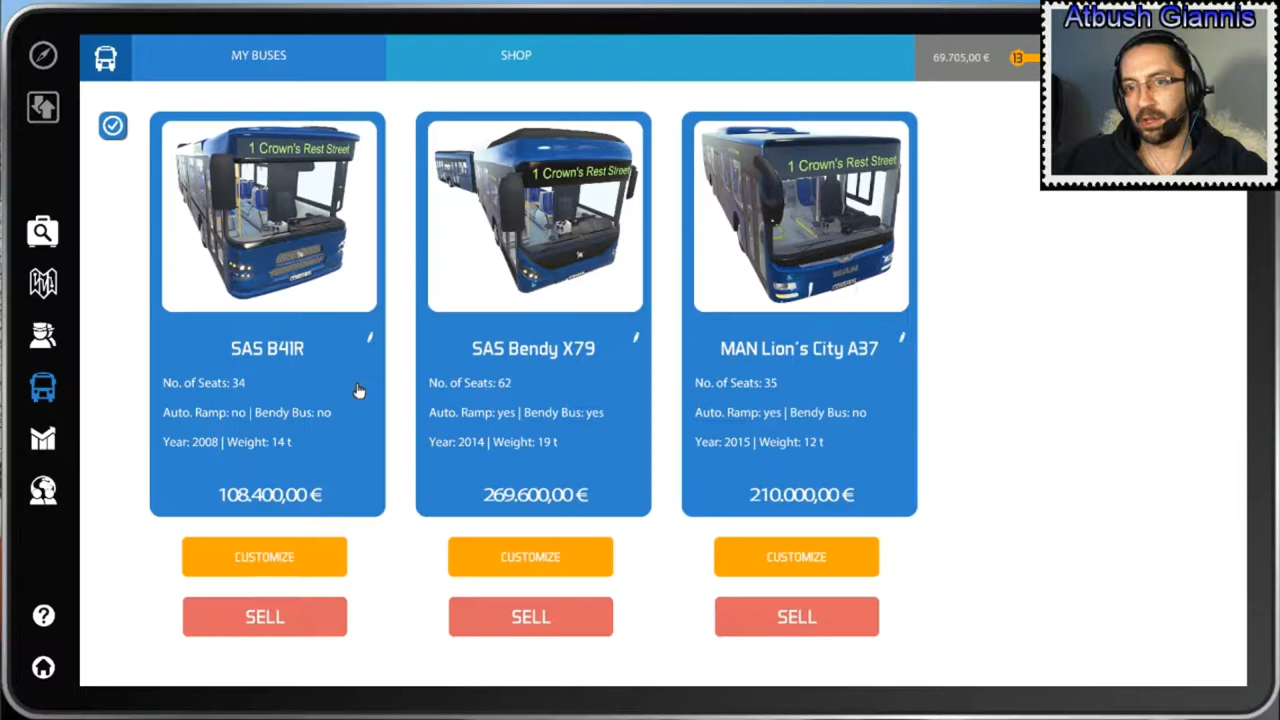 Atbush Giannis
MY BUSES
SHOP
69.705,00 €
13
1 Crown's Rest Street
1 Crown's Rest Street
1 Crown's Rest Street
MAN
SAS B41R
No. of Seats: 34
Auto. Ramp: no | Bendy Bus: no
Year: 2008 | Weight: 14 t
108.400,00 €
CUSTOMIZE
SELL
SAS Bendy X79
No. of Seats: 62
Auto. Ramp: yes | Bendy Bus: yes
Year: 2014 | Weight: 19 t
269.600,00 €
CUSTOMIZE
SELL
MAN Lion's City A37
No. of Seats: 35
Auto. Ramp: yes | Bendy Bus: no
Year: 2015 | Weight: 12 t
210.000,00 €
CUSTOMIZE
SELL